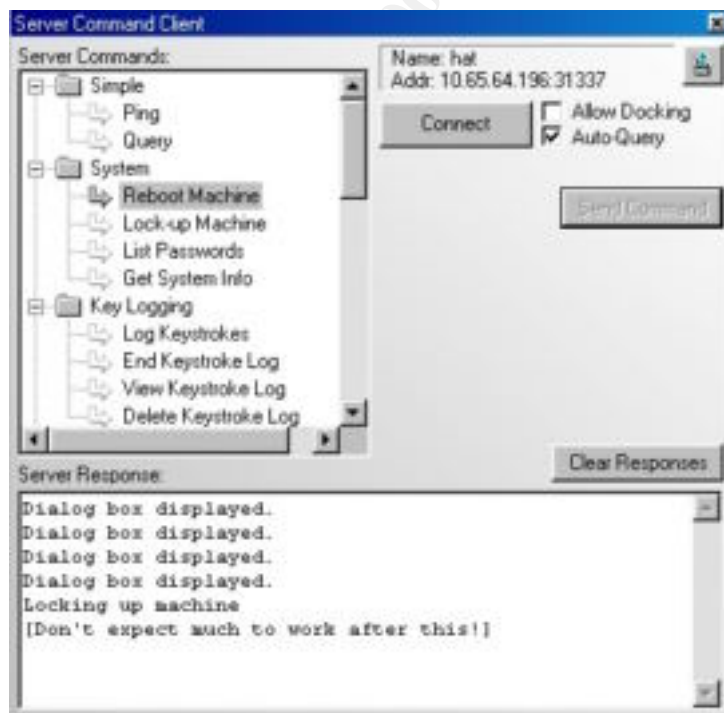 Server Command Client
Server Commands:
Simple
Ping
Query
System
Reboot Machine
Lock-up Machine
List Passwords
Get System Info
Key Logging
Log Keystrokes
End Keystroke Log
View Keystroke Log
Delete Keystroke Log
Name: hat
Addr: 10.65.64.196:31337
Connect
Allow Docking
Auto-Query
Send Command
Clear Responses
Server Response:
Dialog box displayed.
Dialog box displayed.
Dialog box displayed.
Dialog box displayed.
Locking up machine
[Don't expect much to work after this!]